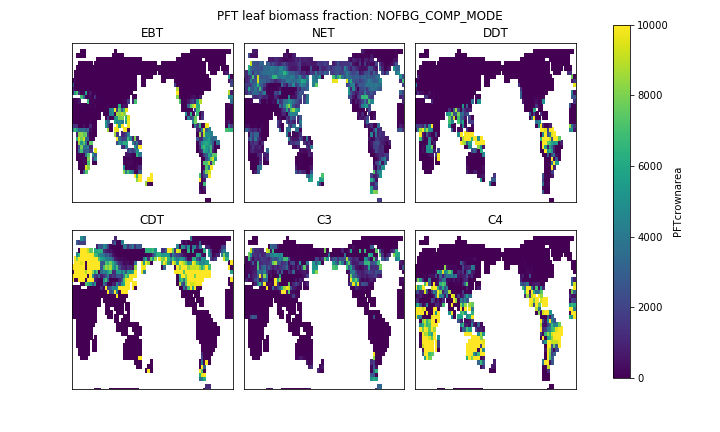 PFT leaf biomass fraction: NOFBG_COMP_MODE
EBT
NET
DDT
CDT
C3
C4
10000
8000
6000
4000
2000
0
PFTcrownarea